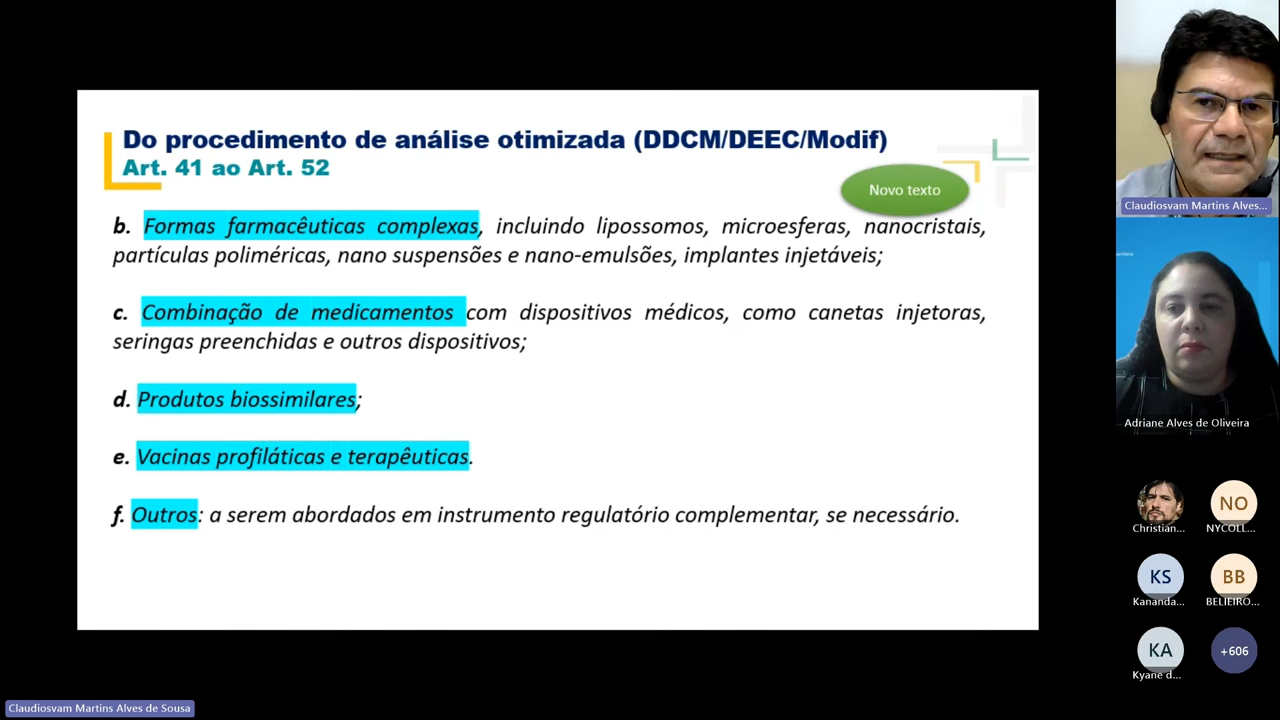 Do procedimento de análise otimizada (DDCM/DEEC/Modif)
Art. 41 ao Art. 52
Novo texto
b. Formas farmacêuticas complexas, incluindo lipossomos, microesferas, nanocristais,
partículas poliméricas, nano suspensões e nano-emulsões, implantes injetáveis;
c. Combinação de medicamentos com dispositivos médicos, como canetas injetoras,
seringas preenchidas e outros dispositivos;
d. Produtos biossimilares;
e. Vacinas profiláticas e terapêuticas.
f. Outros: a serem abordados em instrumento regulatório complementar, se necessário.
Claudiosvam Martins Alves...
Adriane Alves de Oliveira
Christian...
NO
NYCOLL...
KS
Kananda...
BB
BELIEIRO...
KA
Kyane d...
+606
Claudiosvam Martins Alves de Sousa